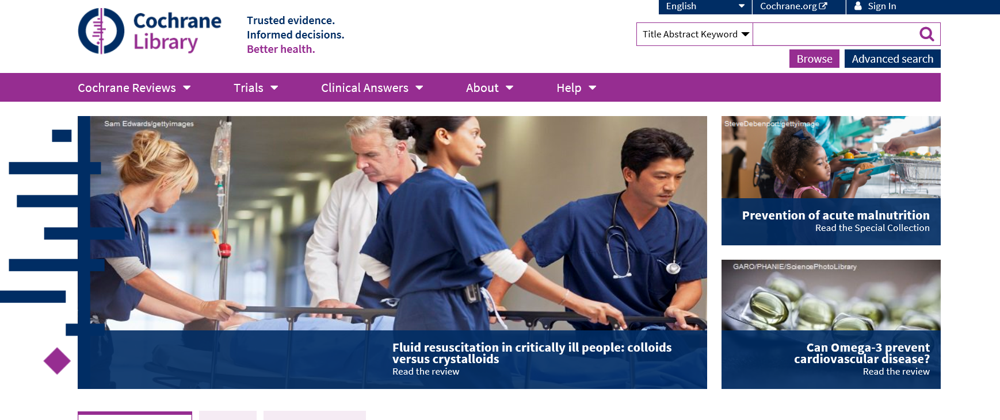 English
Cochrane.org
Sign In
Cochrane
Library
Trusted evidence.
Informed decisions.
Better health.
Title Abstract Keyword
Browse
Advanced search
Cochrane Reviews
Trials
Clinical Answers
About
Help
Sam Edwards/gettyimages
Fluid resuscitation in critically ill people: colloids
versus crystalloids
Read the review
SteveDebenport/gettyimage
Prevention of acute malnutrition
Read the Special Collection
GARO/PHANIE/SciencePhotoLibrary
Can Omega-3 prevent
cardiovascular disease?
Read the review